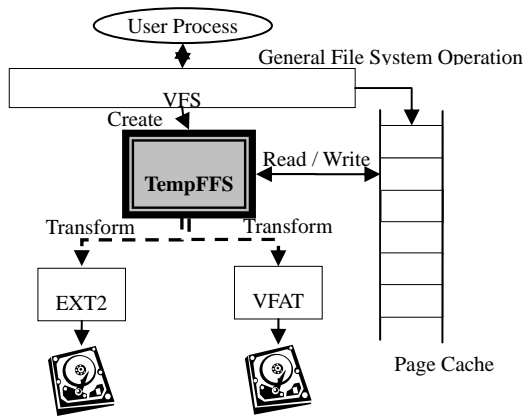 User Process
General File System Operation
VFS
Create
TempFFS
Read / Write
Transform
Transform
EXT2
VFAT
Page Cache